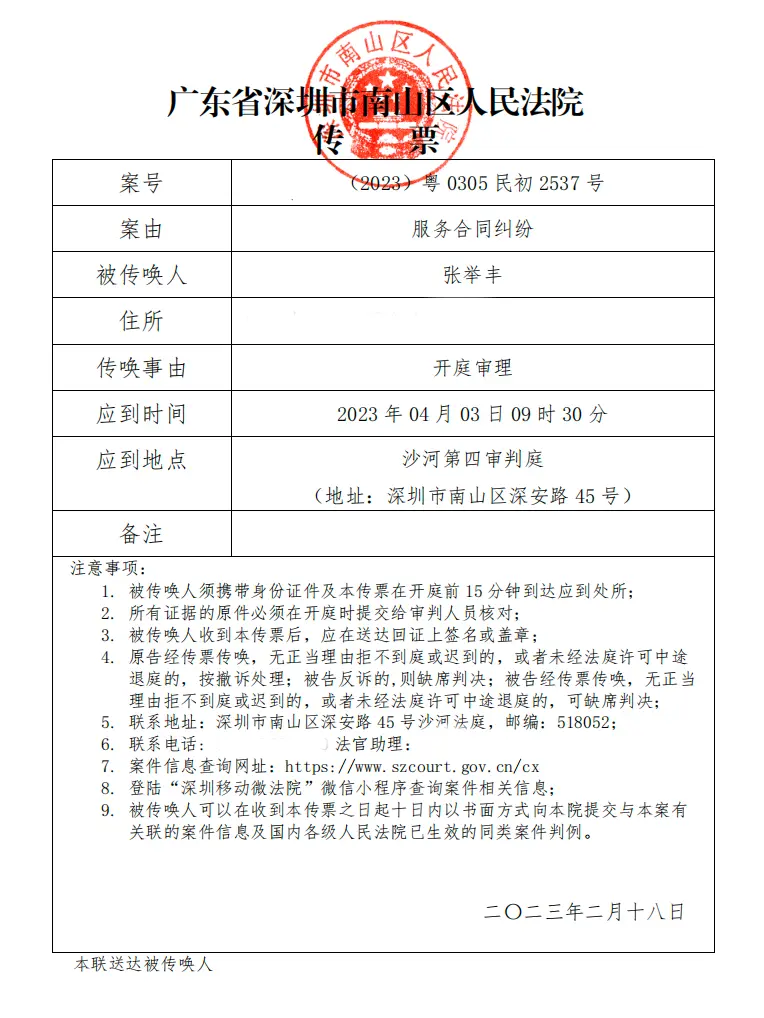 广东省深圳市南山区人民法院
传 票
案号 （2023）粤 0305 民初 2537 号
案由 服务合同纠纷
被传唤人 张举丰
住所
传唤事由 开庭审理
应到时间 2023 年 04 月 03 日 09 时 30 分
应到地点 沙河第四审判庭
（地址：深圳市南山区深安路 45 号）
备注
注意事项：
1. 被传唤人须携带身份证件及本传票在开庭前 15 分钟到达应到处所；
2. 所有证据的原件必须在开庭时提交给审判人员核对；
3. 被传唤人收到本传票后，应在送达回证上签名或盖章；
4. 原告经传票传唤，无正当理由拒不到庭或迟到的，或者未经法庭许可中途
退庭的，按撤诉处理；被告反诉的,则缺席判决；被告经传票传唤，无正当
理由拒不到庭或迟到的，或者未经法庭许可中途退庭的，可缺席判决；
5. 联系地址：深圳市南山区深安路 45 号沙河法庭，邮编：518052；
6. 联系电话： 法官助理：
7. 案件信息查询网址：https://www.szcourt.gov.cn/cx
8. 登陆“深圳移动微法院”微信小程序查询案件相关信息；
9. 被传唤人可以在收到本传票之日起十日内以书面方式向本院提交与本案有
关联的案件信息及国内各级人民法院已生效的同类案件判例。
二〇二三年二月十八日
本联送达被传唤人